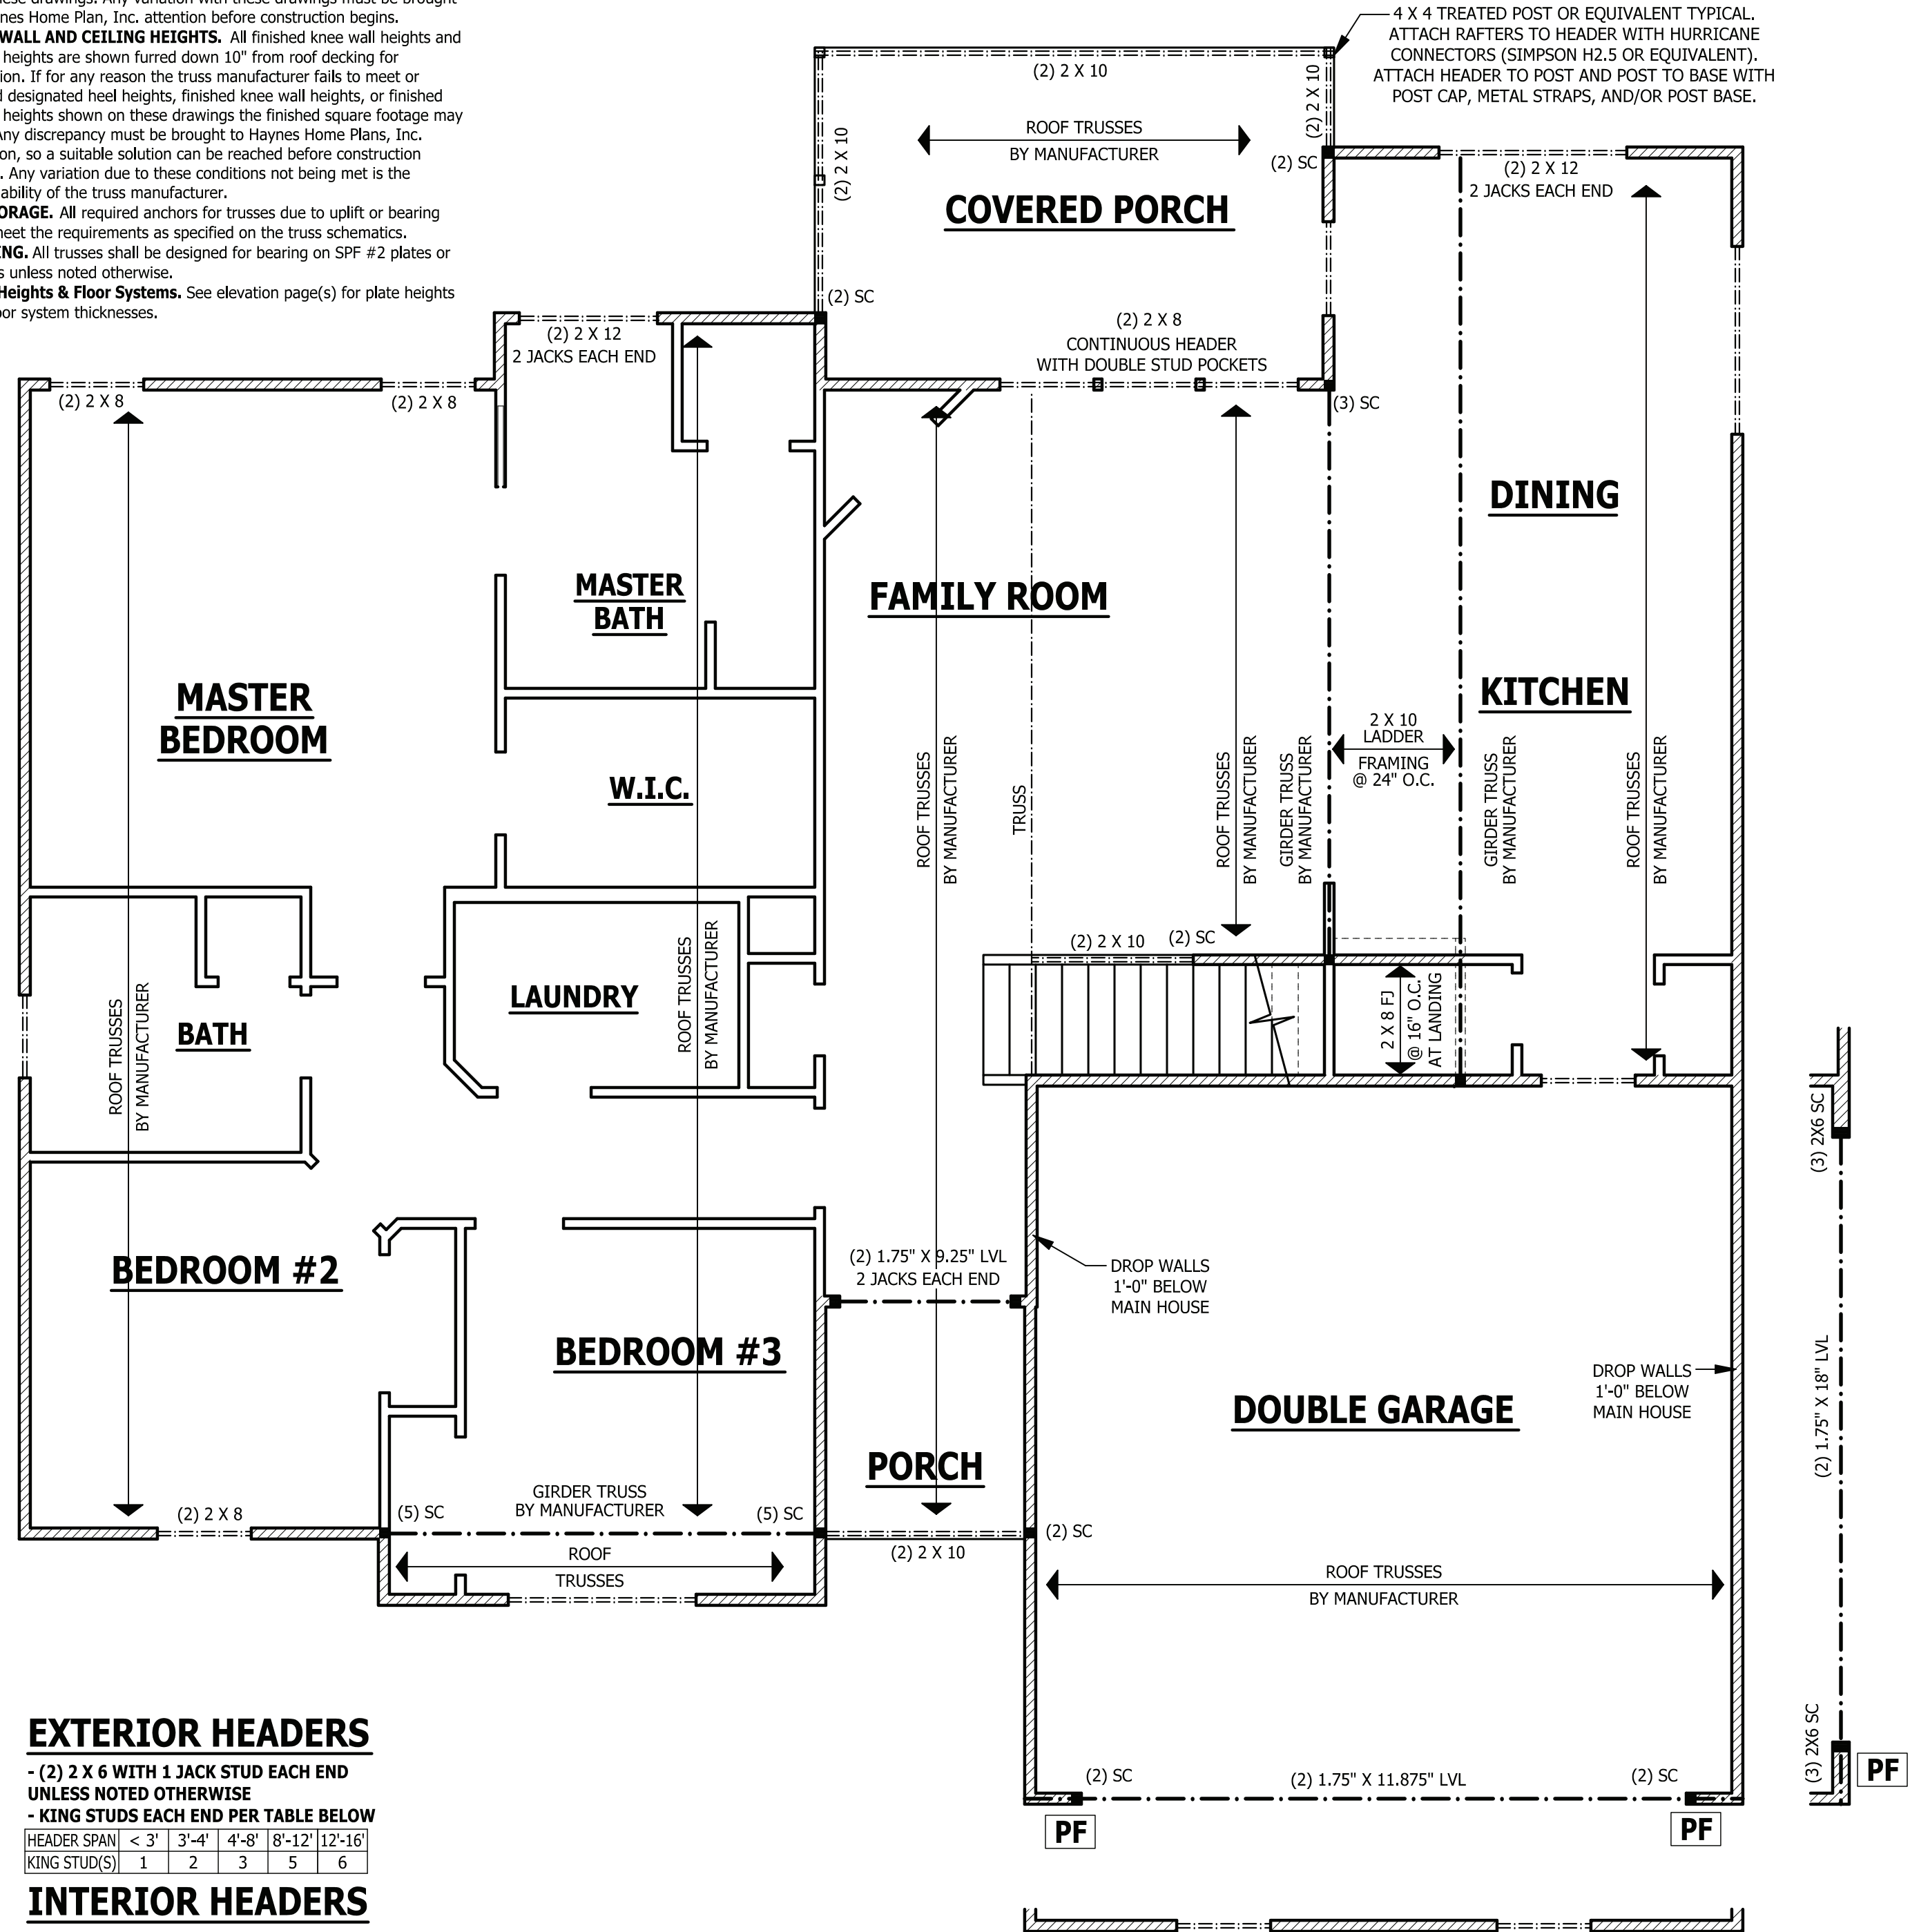 these drawings. Any variation with these drawings must be brought
nes Home Plan, Inc. attention before construction begins.
WALL AND CEILING HEIGHTS. All finished knee wall heights and
heights are shown furred down 10" from roof decking for
ion. If for any reason the truss manufacturer fails to meet or
d designated heel heights, finished knee wall heights, or finished
heights shown on these drawings the finished square footage may
Any discrepancy must be brought to Haynes Home Plans, Inc.
on, so a suitable solution can be reached before construction
. Any variation due to these conditions not being met is the
ability of the truss manufacturer.
ORAGE. All required anchors for trusses due to uplift or bearing
meet the requirements as specified on the truss schematics.
ING. All trusses shall be designed for bearing on SPF #2 plates or
s unless noted otherwise.
Heights & Floor Systems. See elevation page(s) for plate heights
oor system thicknesses.
4 X 4 TREATED POST OR EQUIVALENT TYPICAL.
ATTACH RAFTERS TO HEADER WITH HURRICANE
CONNECTORS (SIMPSON H2.5 OR EQUIVALENT).
ATTACH HEADER TO POST AND POST TO BASE WITH
POST CAP, METAL STRAPS, AND/OR POST BASE.
(2) 2 X 10
(2) 2 X 10
(2) 2 X 10
ROOF TRUSSES
BY MANUFACTURER
COVERED PORCH
(2) SC
(2) 2 X 12
2 JACKS EACH END
(2) SC
(2) 2 X 12
2 JACKS EACH END
(2) 2 X 8
CONTINUOUS HEADER
WITH DOUBLE STUD POCKETS
(2) 2 X 8
(2) 2 X 8
(3) SC
DINING
MASTER
BATH
FAMILY ROOM
MASTER
BEDROOM
KITCHEN
W.I.C.
2 X 10
LADDER
FRAMING
@ 24" O.C.
ROOF TRUSSES
BY MANUFACTURER
TRUSS
ROOF TRUSSES
BY MANUFACTURER
GIRDER TRUSS
BY MANUFACTURER
GIRDER TRUSS
BY MANUFACTURER
ROOF TRUSSES
BY MANUFACTURER
(2) 2 X 10
(2) SC
LAUNDRY
BATH
ROOF TRUSSES
BY MANUFACTURER
ROOF TRUSSES
BY MANUFACTURER
2 X 8 FJ
@ 16" O.C.
AT LANDING
(3) 2X6 SC
BEDROOM #2
(2) 1.75" X 9.25" LVL
2 JACKS EACH END
DROP WALLS
1'-0" BELOW
MAIN HOUSE
BEDROOM #3
DROP WALLS
1'-0" BELOW
MAIN HOUSE
DOUBLE GARAGE
(2) 1.75" X 18" LVL
PORCH
(2) 2 X 8
(5) SC
GIRDER TRUSS
BY MANUFACTURER
(5) SC
(2) 2 X 10
(2) SC
ROOF
TRUSSES
ROOF TRUSSES
BY MANUFACTURER
(3) 2X6 SC
PF
(2) SC
(2) 1.75" X 11.875" LVL
(2) SC
PF
PF
EXTERIOR HEADERS
- (2) 2 X 6 WITH 1 JACK STUD EACH END
UNLESS NOTED OTHERWISE
- KING STUDS EACH END PER TABLE BELOW
HEADER SPAN < 3' 3'-4' 4'-8' 8'-12' 12'-16'
KING STUD(S) 1 2 3 5 6
INTERIOR HEADERS